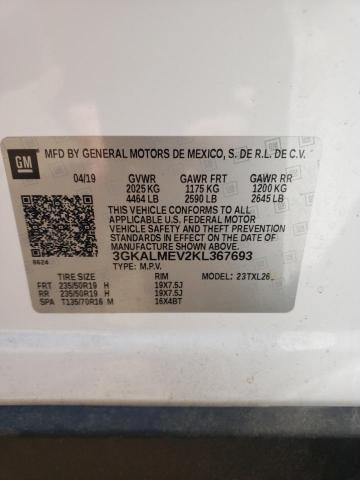 GM
MFD BY GENERAL MOTORS DE MEXICO, S. DE R.L. DE C.V.
04/19 GVWR GAWR FRT GAWR RR
2025 KG 1175 KG 1200 KG
4464 LB 2590 LB 2645 LB
THIS VEHICLE CONFORMS TO ALL
APPLICABLE U.S. FEDERAL MOTOR
VEHICLE SAFETY AND THEFT PREVENTION
STANDARDS IN EFFECT ON THE DATE OF
MANUFACTURE SHOWN ABOVE.
3GKALMEV2KL367693
8624 TYPE: M.P.V.
TIRE SIZE RIM MODEL: 23TXL26
FRT 235/50R19 H 19X7.5J
RR 235/50R19 H 19X7.5J
SPA T135/70R16 M 16X4BT